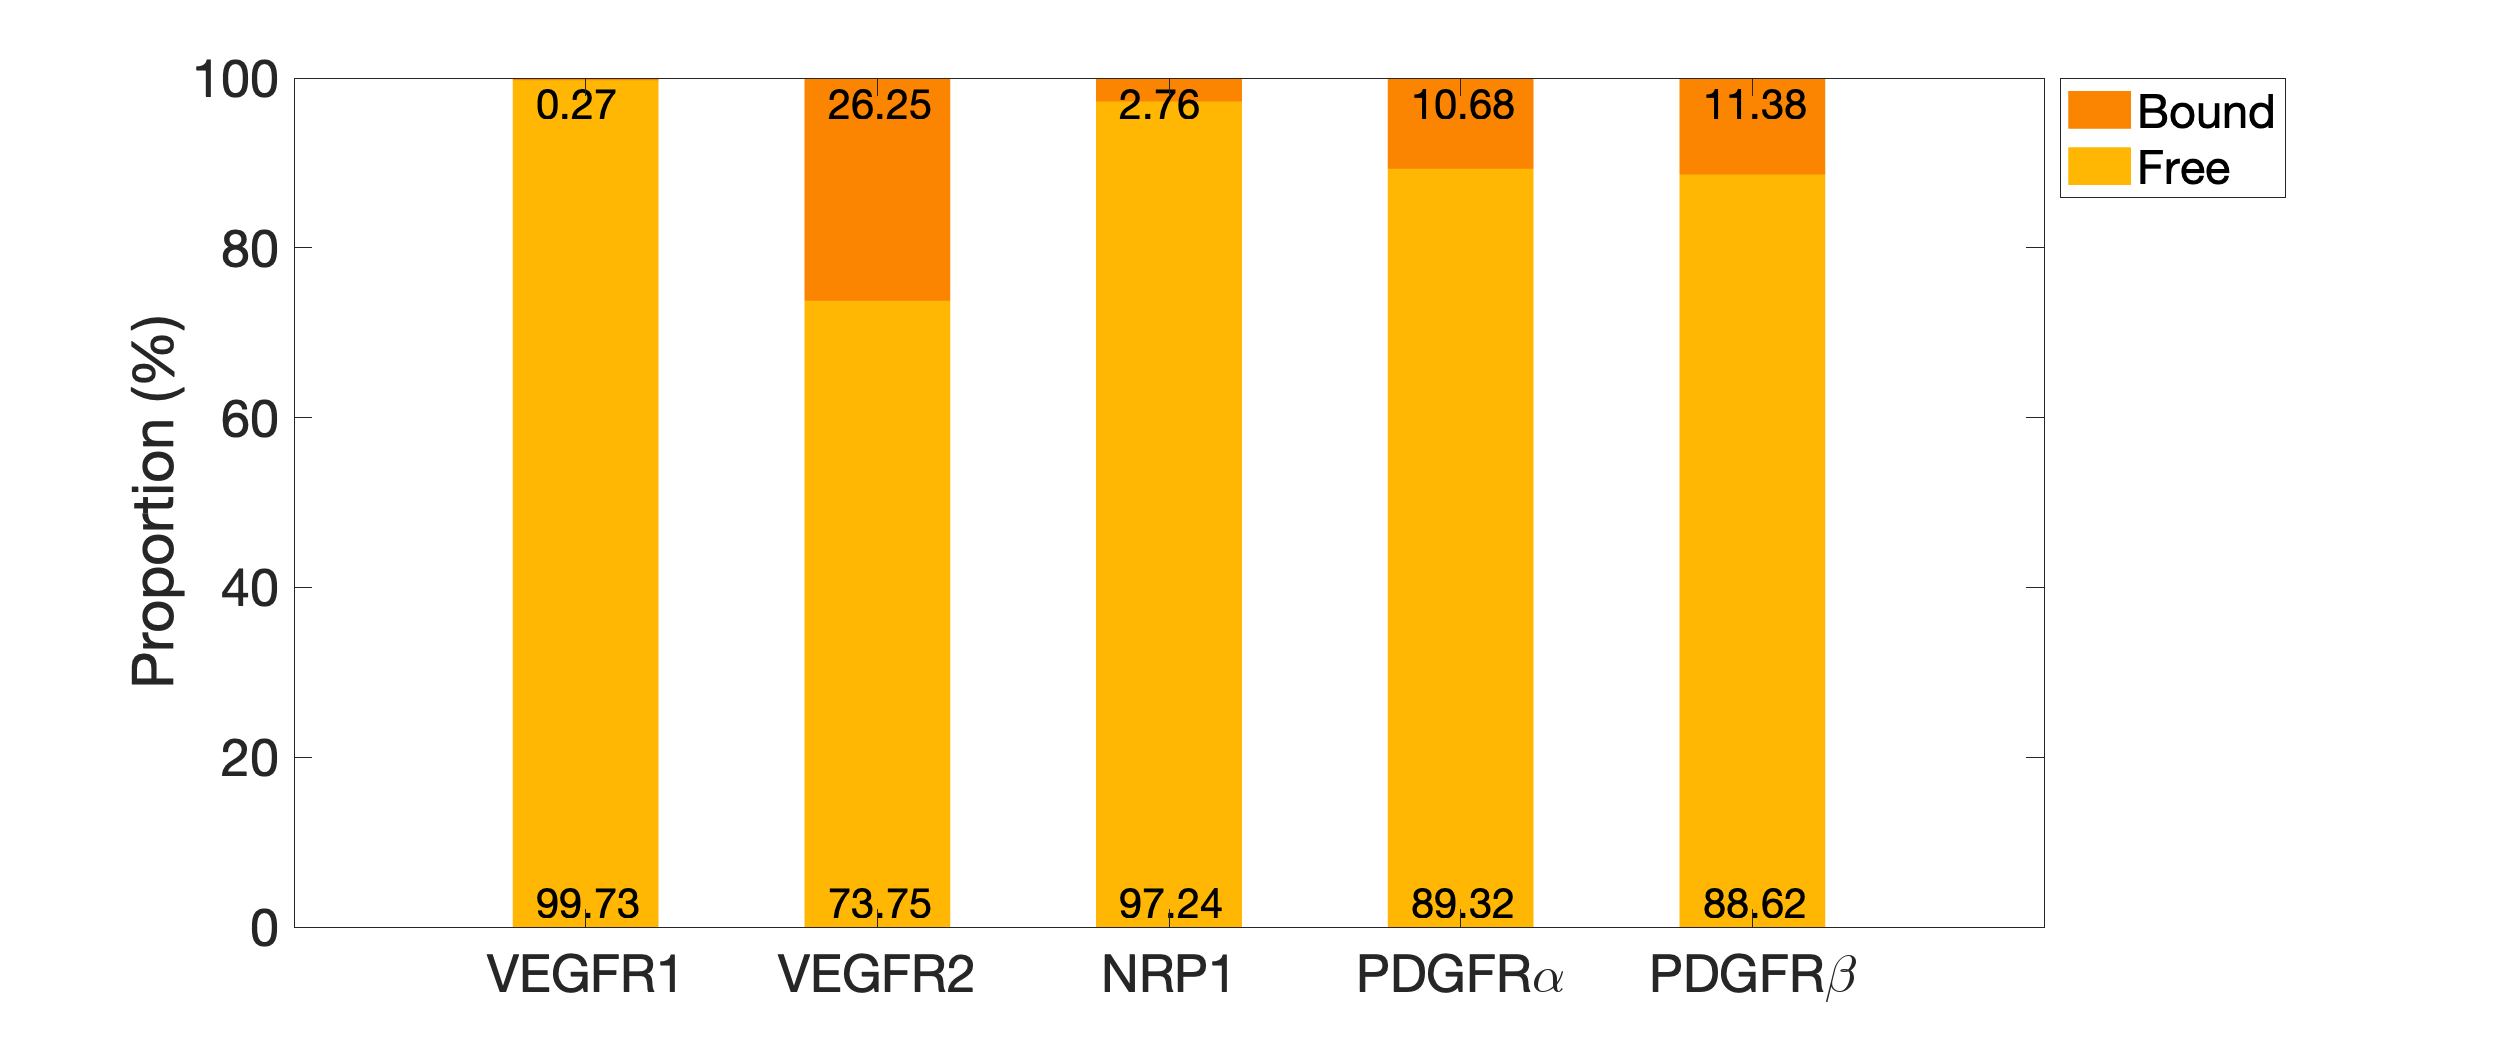 Proportion (%)
100
80
60
40
20
0
0.27
26.25
2.76
10.68
11.38
99.73
73.75
97.24
89.32
88.62
VEGFR1
VEGFR2
NRP1
PDGFRα
PDGFRβ
Bound
Free